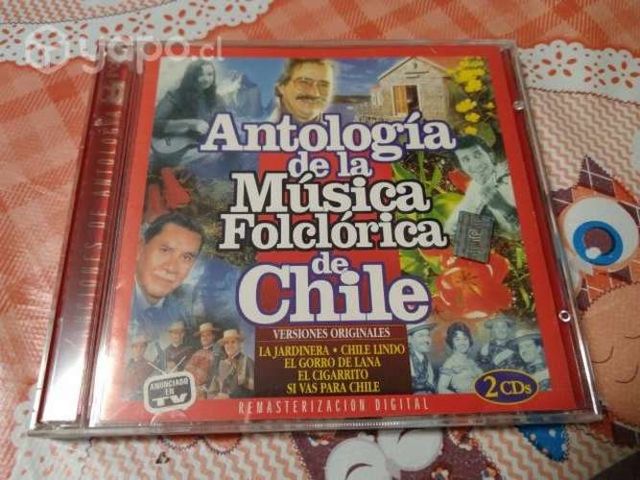 yapo.cl
Antología
de la
Música
Folclórica
de
Chile
VERSIONES ORIGINALES
LA JARDINERA • CHILE LINDO
EL GORRO DE LANA
EL CIGARRITO
SI VAS PARA CHILE
ANUNCIADO
EN
TV
2 CDs
REMASTERIZACIÓN DIGITAL